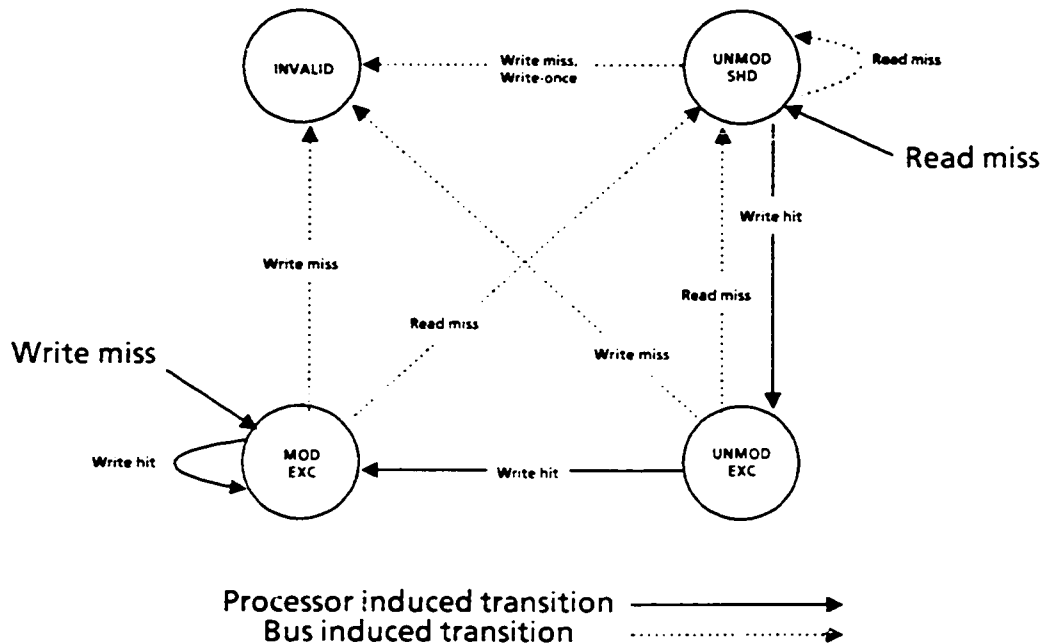 INVALID
Write miss,
Write-once
UNMOD
SHD
Read miss
Read miss
Write hit
Write miss
Read miss
Read miss
Write miss
Write miss
Write hit
MOD
EXC
Write hit
UNMOD
EXC
Processor induced transition
Bus induced transition